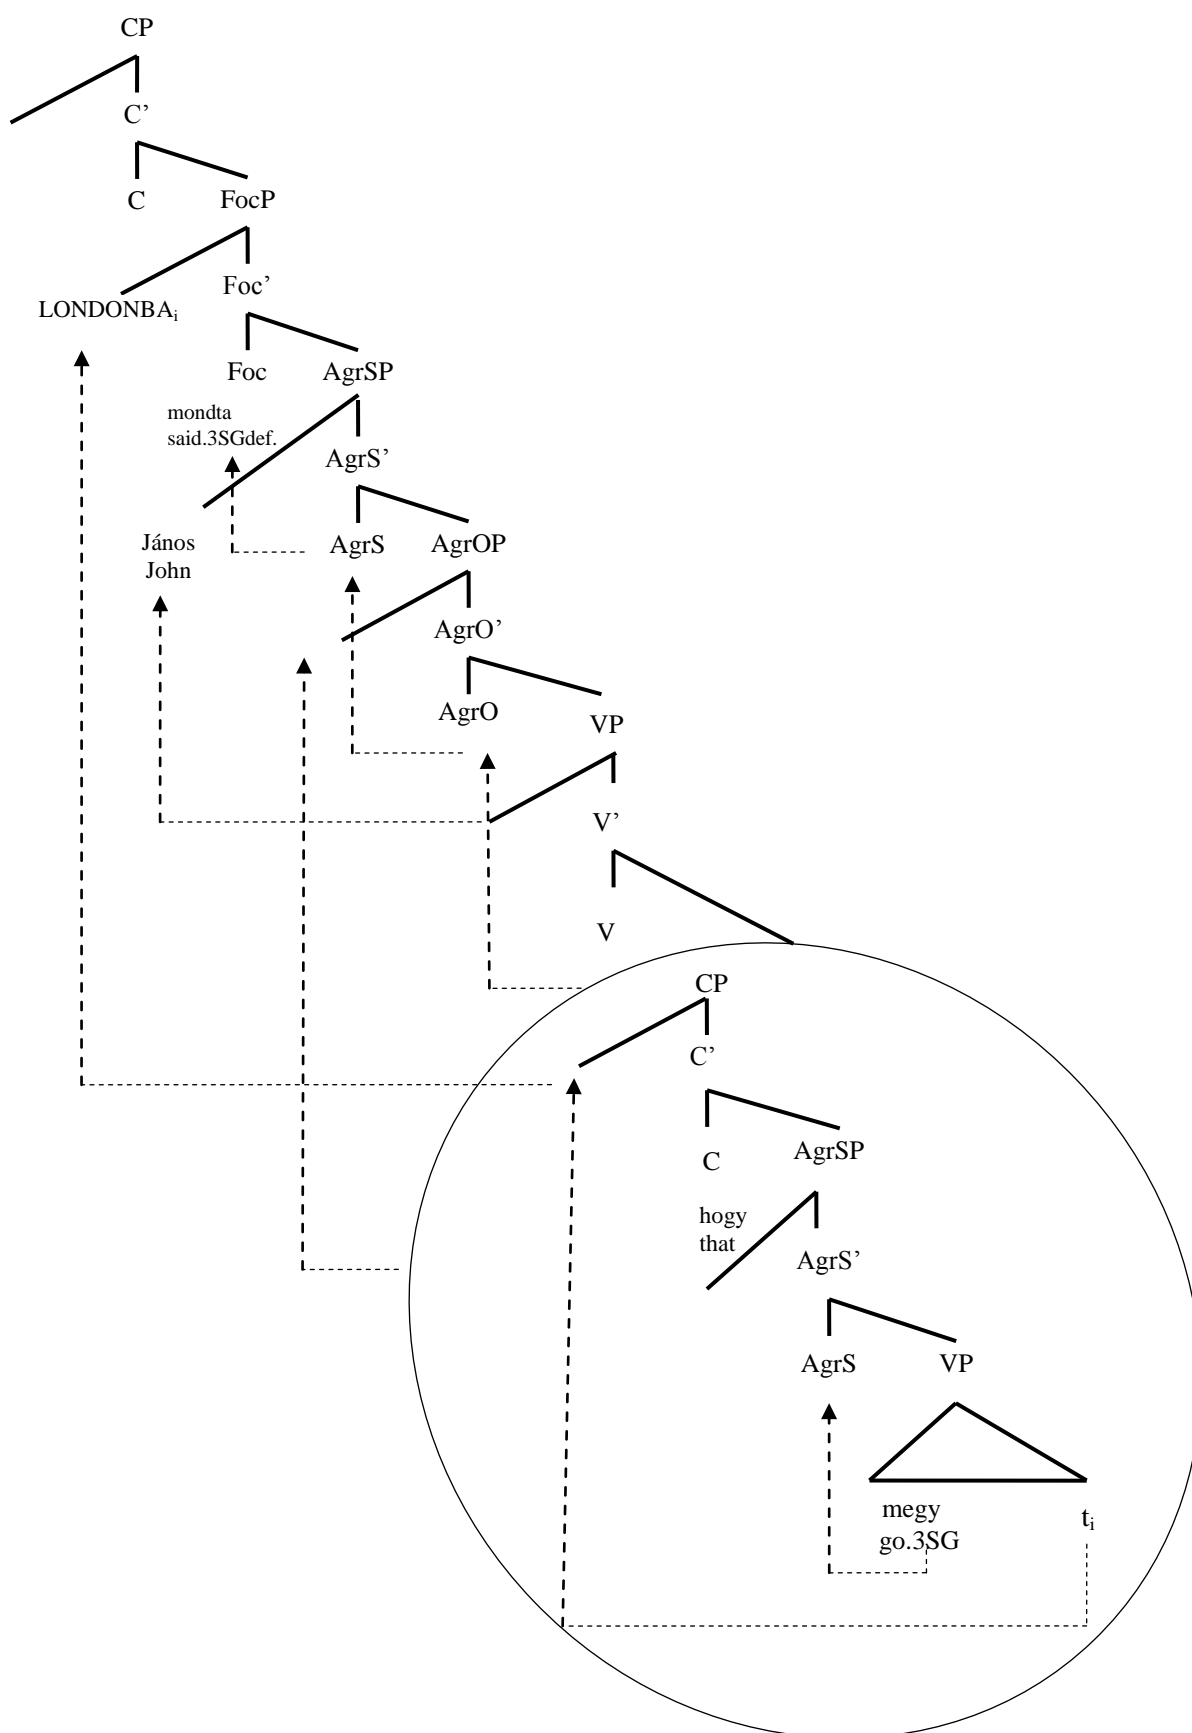 CP
C’
C FocP
LONDONBAi Foc’
Foc AgrSP
mondta
said.3SGdef.
AgrS’
János
John
AgrS AgrOP
AgrO’
AgrO VP
V’
V
CP
C’
C AgrSP
hogy
that
AgrS’
AgrS VP
megy ti
go.3SG